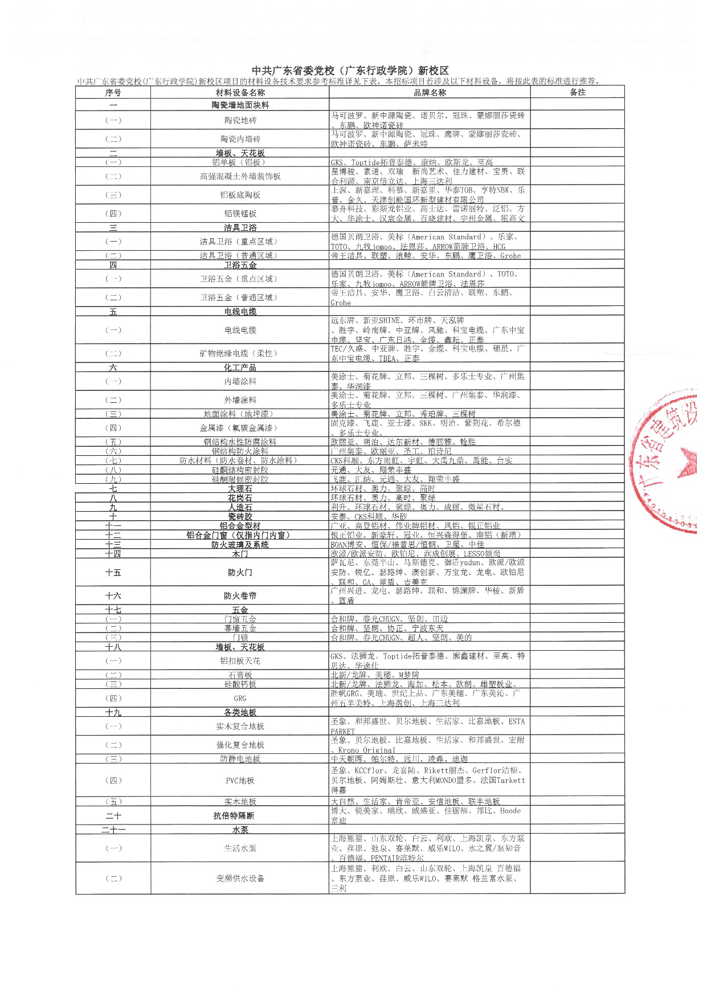 中共广东省委党校（广东行政学院）新校区
中共广东省委党校(广东行政学院)新校区项目的材料设备技术要求参考标准详见下表，本招标项目若涉及以下材料设备，将按此表的标准进行推荐。
序号 材料设备名称 品牌名称 备注
一 陶瓷墙地面块料
（一） 陶瓷地砖 马可波罗、新中源陶瓷、诺贝尔、冠珠、蒙娜丽莎瓷砖
、东鹏、欧神诺瓷砖
（二） 陶瓷内墙砖 马可波罗、新中源陶瓷、冠珠、鹰牌、蒙娜丽莎瓷砖、
欧神诺瓷砖、东鹏、萨米特
二 墙板、天花板
（一） 铝单板（铝板） GKS、Toptide拓普泰德、康纳、欧斯龙、至高
（二） 高强混凝土外墙装饰板 星博骏、素道、双瑜 新尚艺术、佳力建材、宝贵、联
合利源、南京倍立达、上海三达利
（三） 铝板底陶板 上渥、新嘉理、科慕、新嘉里、华泰TOB、亨特NBK、乐
普、金久、天津创能国环新型建材有限公司
（四） 铝镁锰板 慕舟科技、彩斯龙铝业、高士达、雷诺丽特、泛铝、方
大、华涂士、汉宸金属、百晓建材、宇州金属、雅高文
三 洁具卫浴
（一） 洁具卫浴（重点区域） 德国贝朗卫浴、美标（American Standard）、乐家、
TOTO、九牧jomoo、法恩莎、ARROW箭牌卫浴、HCG
（二） 洁具卫浴（普通区域） 帝王洁具、联塑、浪鲸、安华、东鹏、鹰卫浴、Grohe
四 卫浴五金
（一） 卫浴五金（重点区域） 德国贝朗卫浴、美标（American Standard）、TOTO、
乐家、九牧jomoo、ARROW箭牌卫浴、法恩莎
（二） 卫浴五金（普通区域） 帝王洁具、安华、鹰卫浴、白云清洁、联塑、东鹏、
Grohe
五 电线电缆
（一） 电线电缆 远东牌、新亚SHINE、环市牌、天泓牌
、胜宇、岭南牌、中亚牌、风驰、科宝电缆、广东中宝
电缆、坚宝、广东日鸿、金缆、鑫耘、正泰
（二） 矿物绝缘电缆（柔性） TEC/久盛、中亚牌、胜宇、金缆、科宝电缆、穗星、广
东中宝电缆、TBEA、正泰
六 化工产品
（一） 内墙涂料 美涂士、菊花牌、立邦、三棵树、多乐士专业、广州集
泰、华润漆
（二） 外墙涂料 美涂士、菊花牌、立邦、三棵树、广州集泰、华润漆、
多乐士专业
（三） 地面涂料（地坪漆） 美涂士、菊花牌、立邦、秀珀牌、三棵树
（四） 金属漆（氟碳金属漆） 固克漆、飞鹿、亚士漆、SKK、明治、紫荆花、希尔德
、多乐士专业、
（五） 钢结构水性防腐涂料 欧丽亚、明治、达尔新材、德丽雅、铨胜
（六） 钢结构防火涂料 广州集泰、欧丽亚、圣工、珀诗尼
（七） 防水材料（防水卷材、防水涂料） CKS科顺、东方雨虹、宇虹、大禹九鼎、禹能、台实
（八） 硅酮结构密封胶 元通、大友、翔荣丰盛
（九） 硅酮耐候密封胶 飞鹿、汇纳、元通、大友、翔荣丰盛
七 大理石 环球石材、奥力、聚绿、高时
八 花岗石 环球石材、奥力、高时、聚绿
九 人造石 利升、环球石材、聚绿、奥力、成丽、微星石材、
十 瓷砖胶 安泰、CKS科顺、华砂
十一 铝合金型材 广亚、高登铝材、伟业牌铝材、凤铝、银正铝业
十二 铝合金门窗（仅指内门内窗） 银正铝业、新豪轩、冠业、恒兴森得堡、南铝（新增）
十三 防火玻璃及系统 BOAN博安、恒保/福普思/恒钢、卫屋、中佳
十四 木门 欧派/欧派安防、欧铂尼、润成创展、LESSO领尚
十五 防火门 萨瓦尼、东莞半山、马斯德克、御盾yudun、欧派/欧派
安防、锐亿、瑟路绅、澳创新、万宝龙、龙电、欧铂尼
、联和、GA、蓝盾、吉美克
十六 防火卷帘 广州兴进、龙电、瑟路绅、联和、锦澜牌、华棱、新盾
、蓝盾
十七 五金
（一） 门窗五金 合和牌、春光CHUGN、坚朗、田边
（二） 幕墙五金 合和牌、坚朗、协正、宁波东天
（三） 门锁 合和牌、春光CHUGN、超人、坚朗、美的
十八 墙板、天花板
（一） 铝扣板天花 GKS、法狮龙、Toptide拓普泰德、廓鑫建材、至高、特
思达、华涂仕
（二） 石膏板 北新/龙牌、美穗、M梦牌
（三） 硅酸钙板 北新/龙牌、法狮龙、海加、松本、欧朗、雄塑板业、
（四） GRG 胜帆GRG、美瑜、世纪上品、广东美穗、广东美沁、广
州五羊美特、上海盈创、上海三达利
十九 各类地板
（一） 实木复合地板 圣象、和邦盛世、贝尔地板、生活家、比嘉地板、ESTA
PARKET
（二） 强化复合地板 圣象、贝尔地板、比嘉地板、生活家、和邦盛世、宏耐
、Krono Original
（三） 防静电地板 中天朝晖、帕尔特、远川、凌鼎、迪迦
（四） PVC地板 圣象、KCCflor、龙喜陆、Rikett丽杰、Gerflor洁福、
贝尔地板、阿姆斯壮、意大利MONDO盟多、法国Tarkett
得嘉
（五） 实木地板 大自然、生活家、肯帝亚、安信地板、联丰地板
二十 抗倍特隔断 博大、锐美家、瑞欣、威盛亚、佳丽福、邦比、Hoode
富迪
二十一 水泵
（一） 生活水泵 上海熊猫、山东双轮、白云、利欧、上海凯泉、东方泵
业、荏原、弛泉、赛莱默、威乐WILO、水之翼/泵知音
、百德福、PENTAIR滨特尔
（二） 变频供水设备 上海熊猫、利欧、白云、山东双轮、上海凯泉 百德福
、东方泵业、荏原、威乐WILO、赛莱默 格兰富水泵、
三利
广东省建筑设